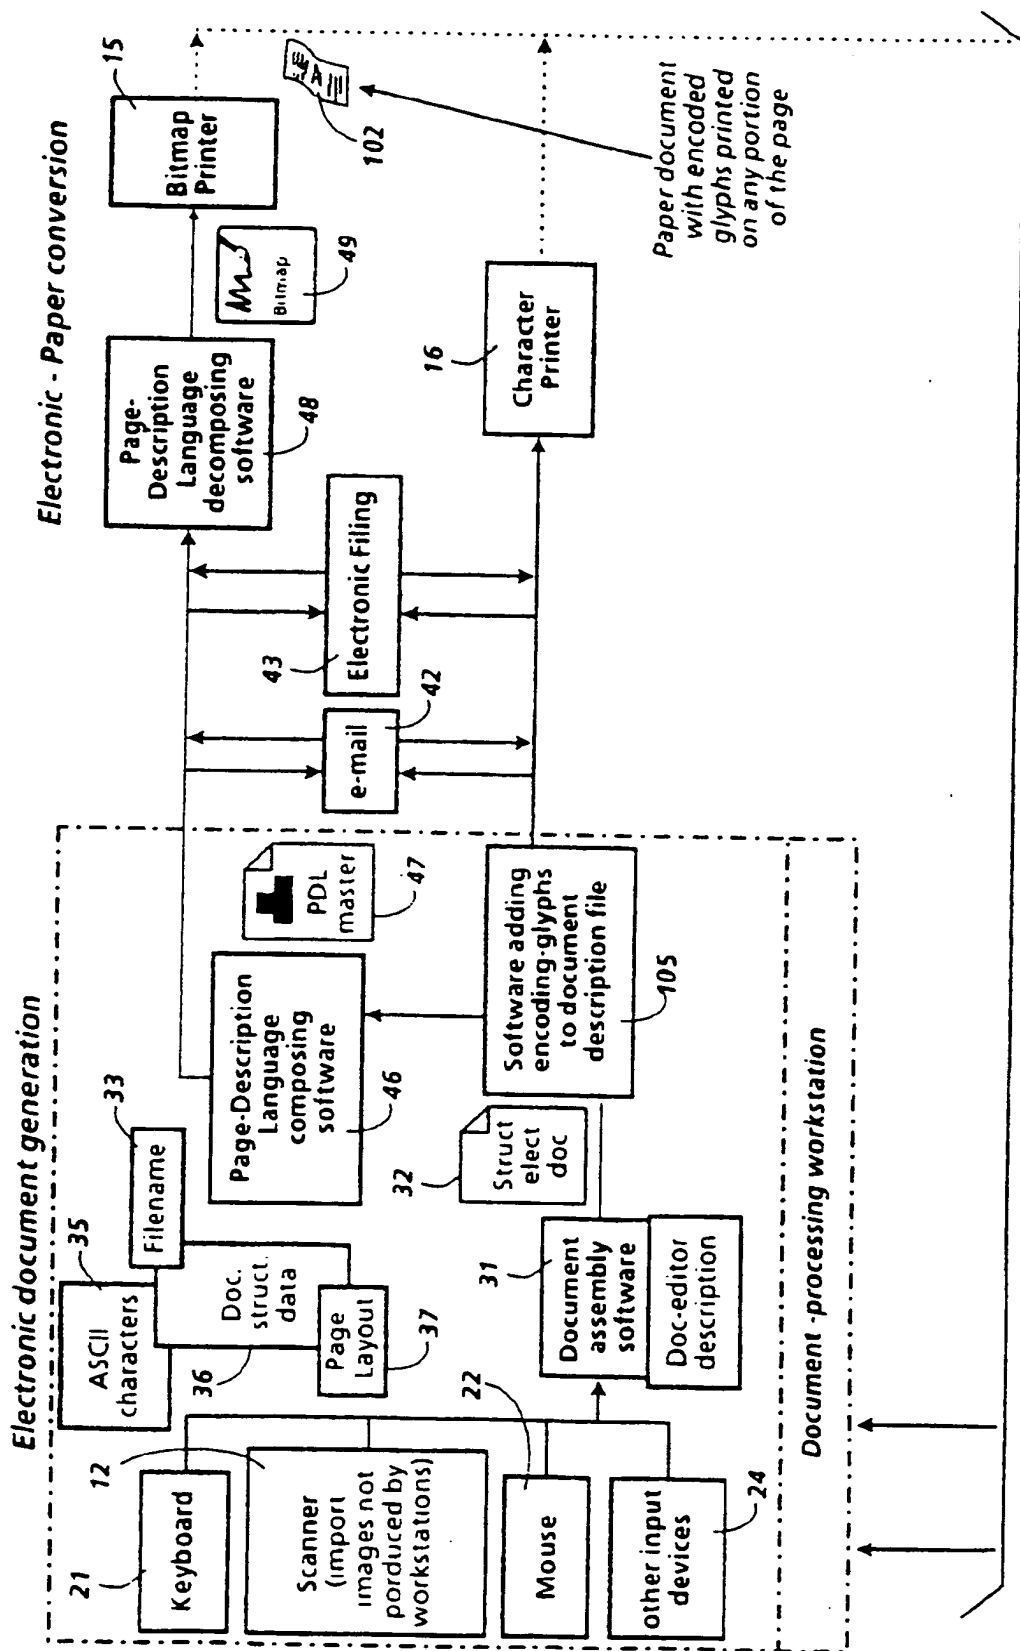 Electronic document generation
Electronic - Paper conversion
21
Keyboard
12
Scanner
(import
images not
porduced by
workstations)
22
Mouse
other input
devices
24
35
ASCII
characters
33
Filename
36
Doc.
struct.
data
Page
Layout
37
31
Document
assembly
software
Doc-editor
description
32
Struct
elect
doc
Page-Description
Language
composing
software
46
PDL
master
47
Software adding
encoding-glyphs
to document
description file
105
Document -processing workstation
e-mail
42
43
Electronic Filing
Page-
Description
Language
decomposing
software
48
Bitmap
49
15
Bitmap
Printer
102
16
Character
Printer
Paper document
with encoded
glyphs printed
on any portion
of the page